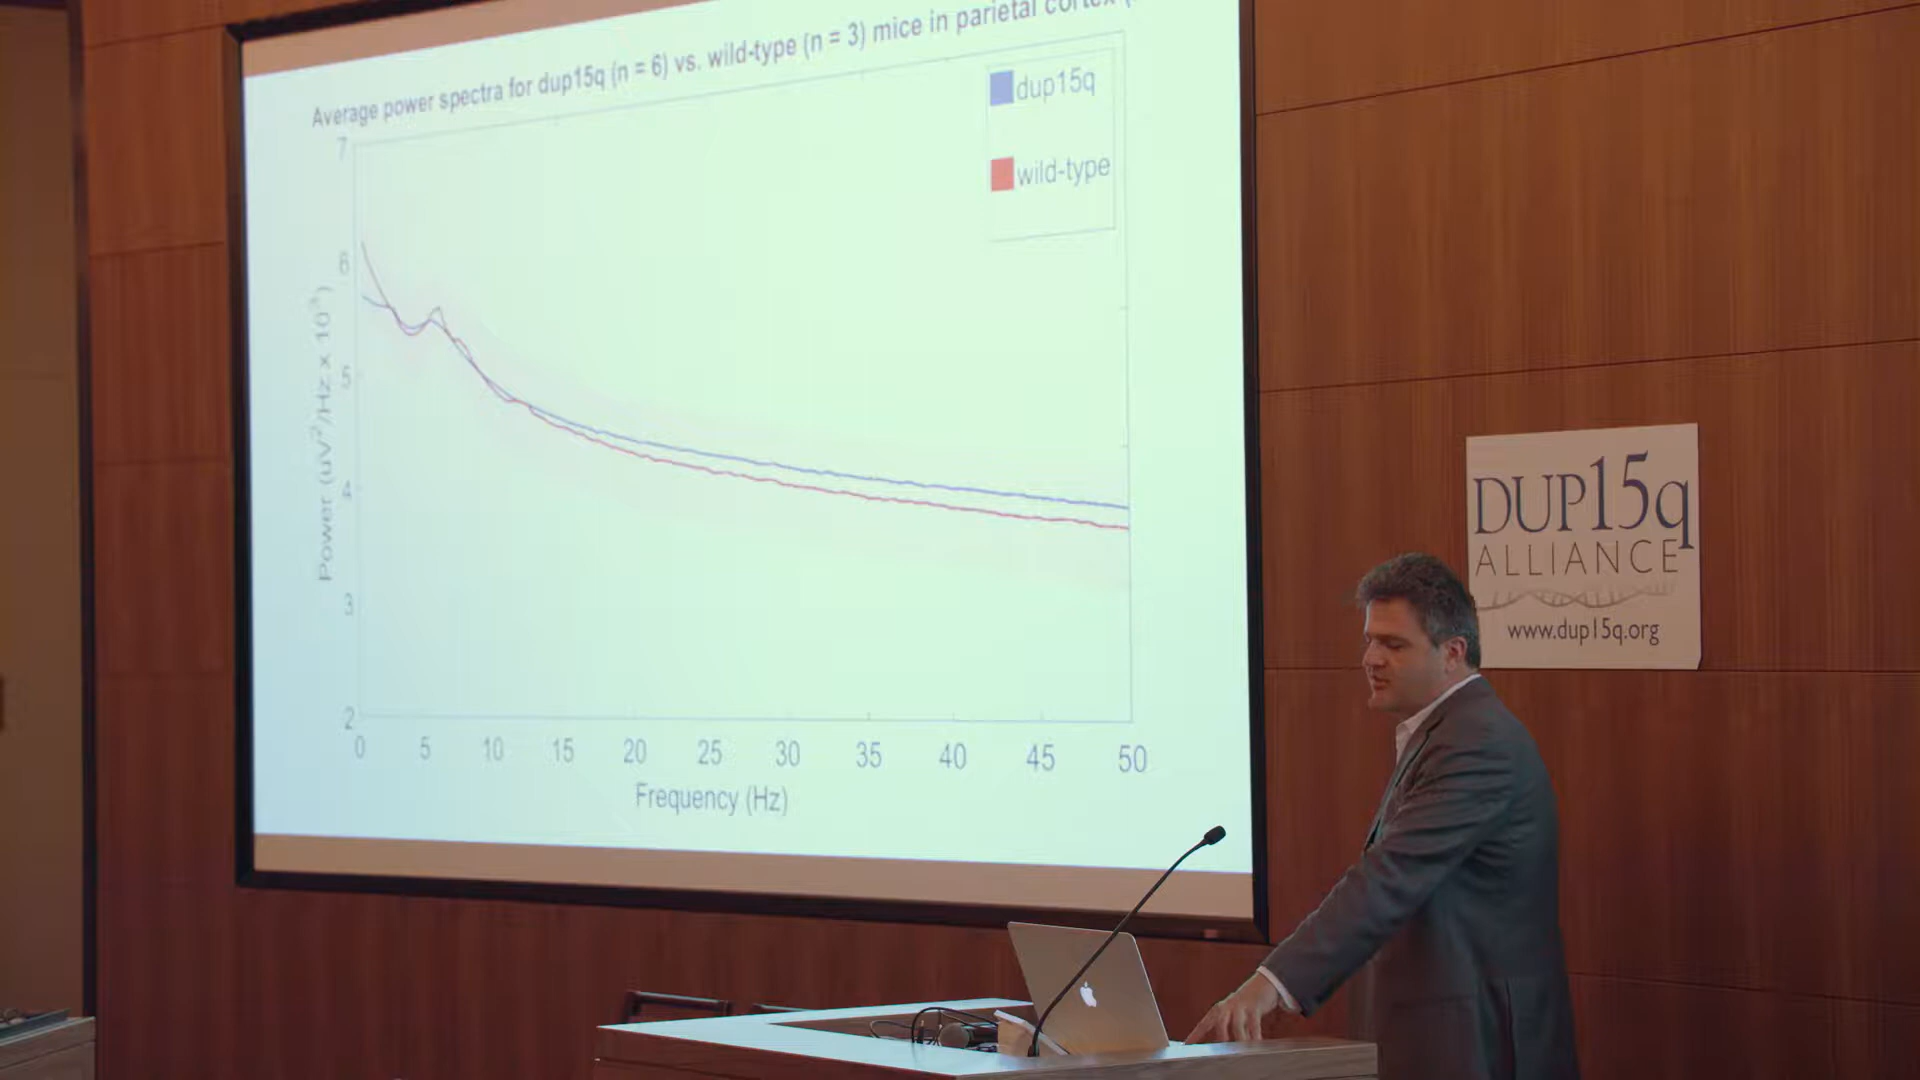 Average power spectra for dup15q (n = 6) vs. wild-type (n = 3) mice in parietal cortex (
dup15q
wild-type
7
6
5
4
3
2
Power (uV²/Hz x 10
0 5 10 15 20 25 30 35 40 45 50
Frequency (Hz)
DUP15q
ALLIANCE
www.dup15q.org